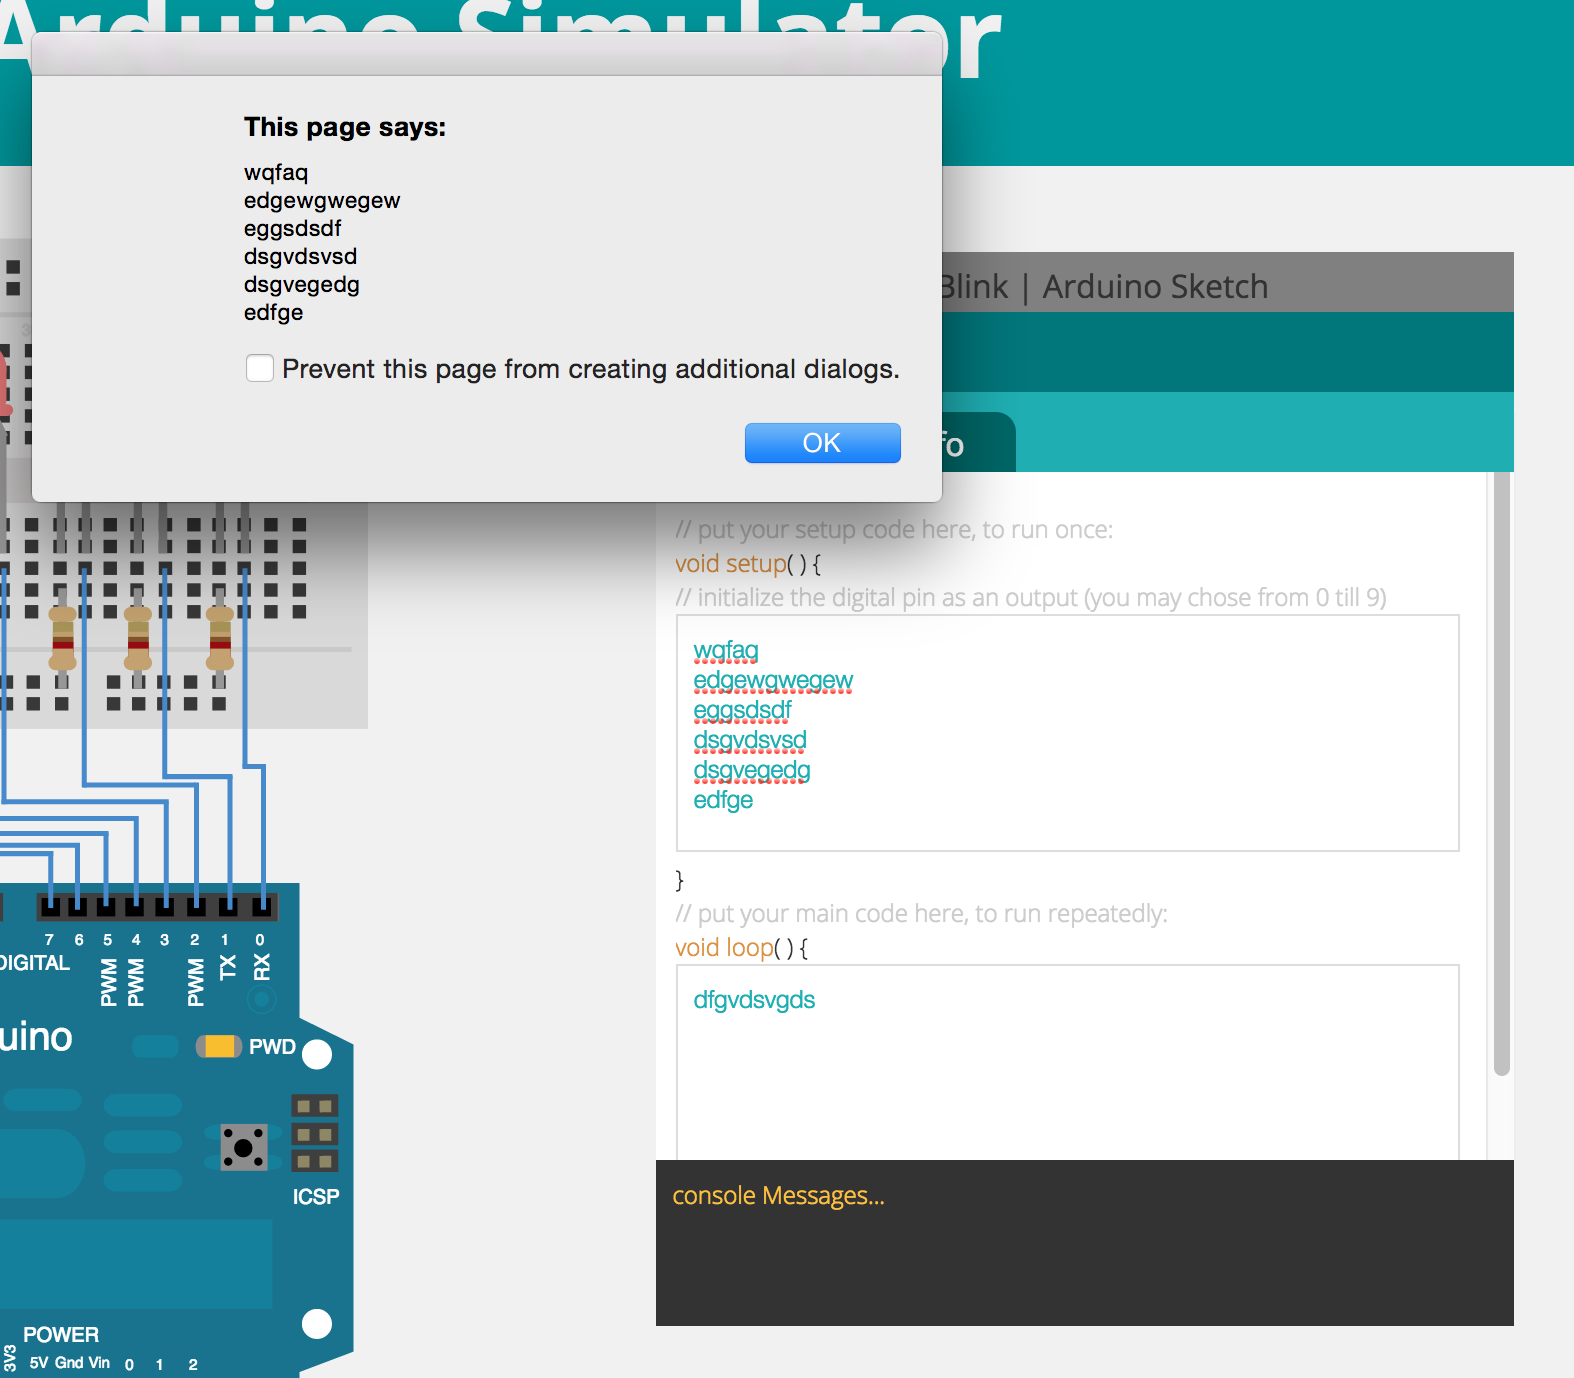 Arduino Simulator
This page says:
wqfaq
edgewgwegew
eggsdsdf
dsgvdsvsd
dsgvegedg
edfge
Prevent this page from creating additional dialogs.
OK
Blink | Arduino Sketch
fo
// put your setup code here, to run once:
void setup( ) {
// initialize the digital pin as an output (you may chose from 0 till 9)
wqfaq
edgewgwegew
eggsdsdf
dsgvdsvsd
dsgvegedg
edfge
}
// put your main code here, to run repeatedly:
void loop( ) {
dfgvdsvgds
console Messages...
7 6 5 4 3 2 1 0
DIGITAL PWM PWM PWM TX RX
uino
PWD
ICSP
POWER
3V3 5V Gnd Vin 0 1 2